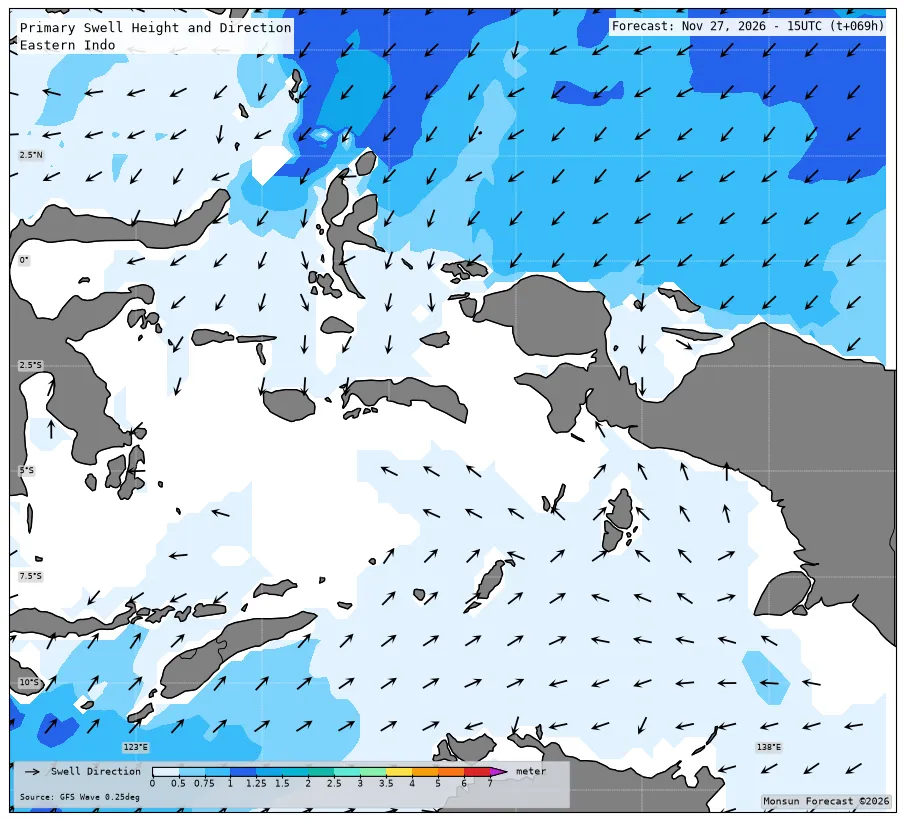 Primary Swell Height and Direction
Eastern Indo
Forecast: Nov 27, 2026 - 15UTC (t+069h)
2.5°N
0°
2.5°S
5°S
7.5°S
10°S
123°E
138°E
Swell Direction
meter
0 0.5 0.75 1 1.25 1.5 2 2.5 3 3.5 4 5 6 7
Source: GFS Wave 0.25deg
Monsun Forecast ©2026